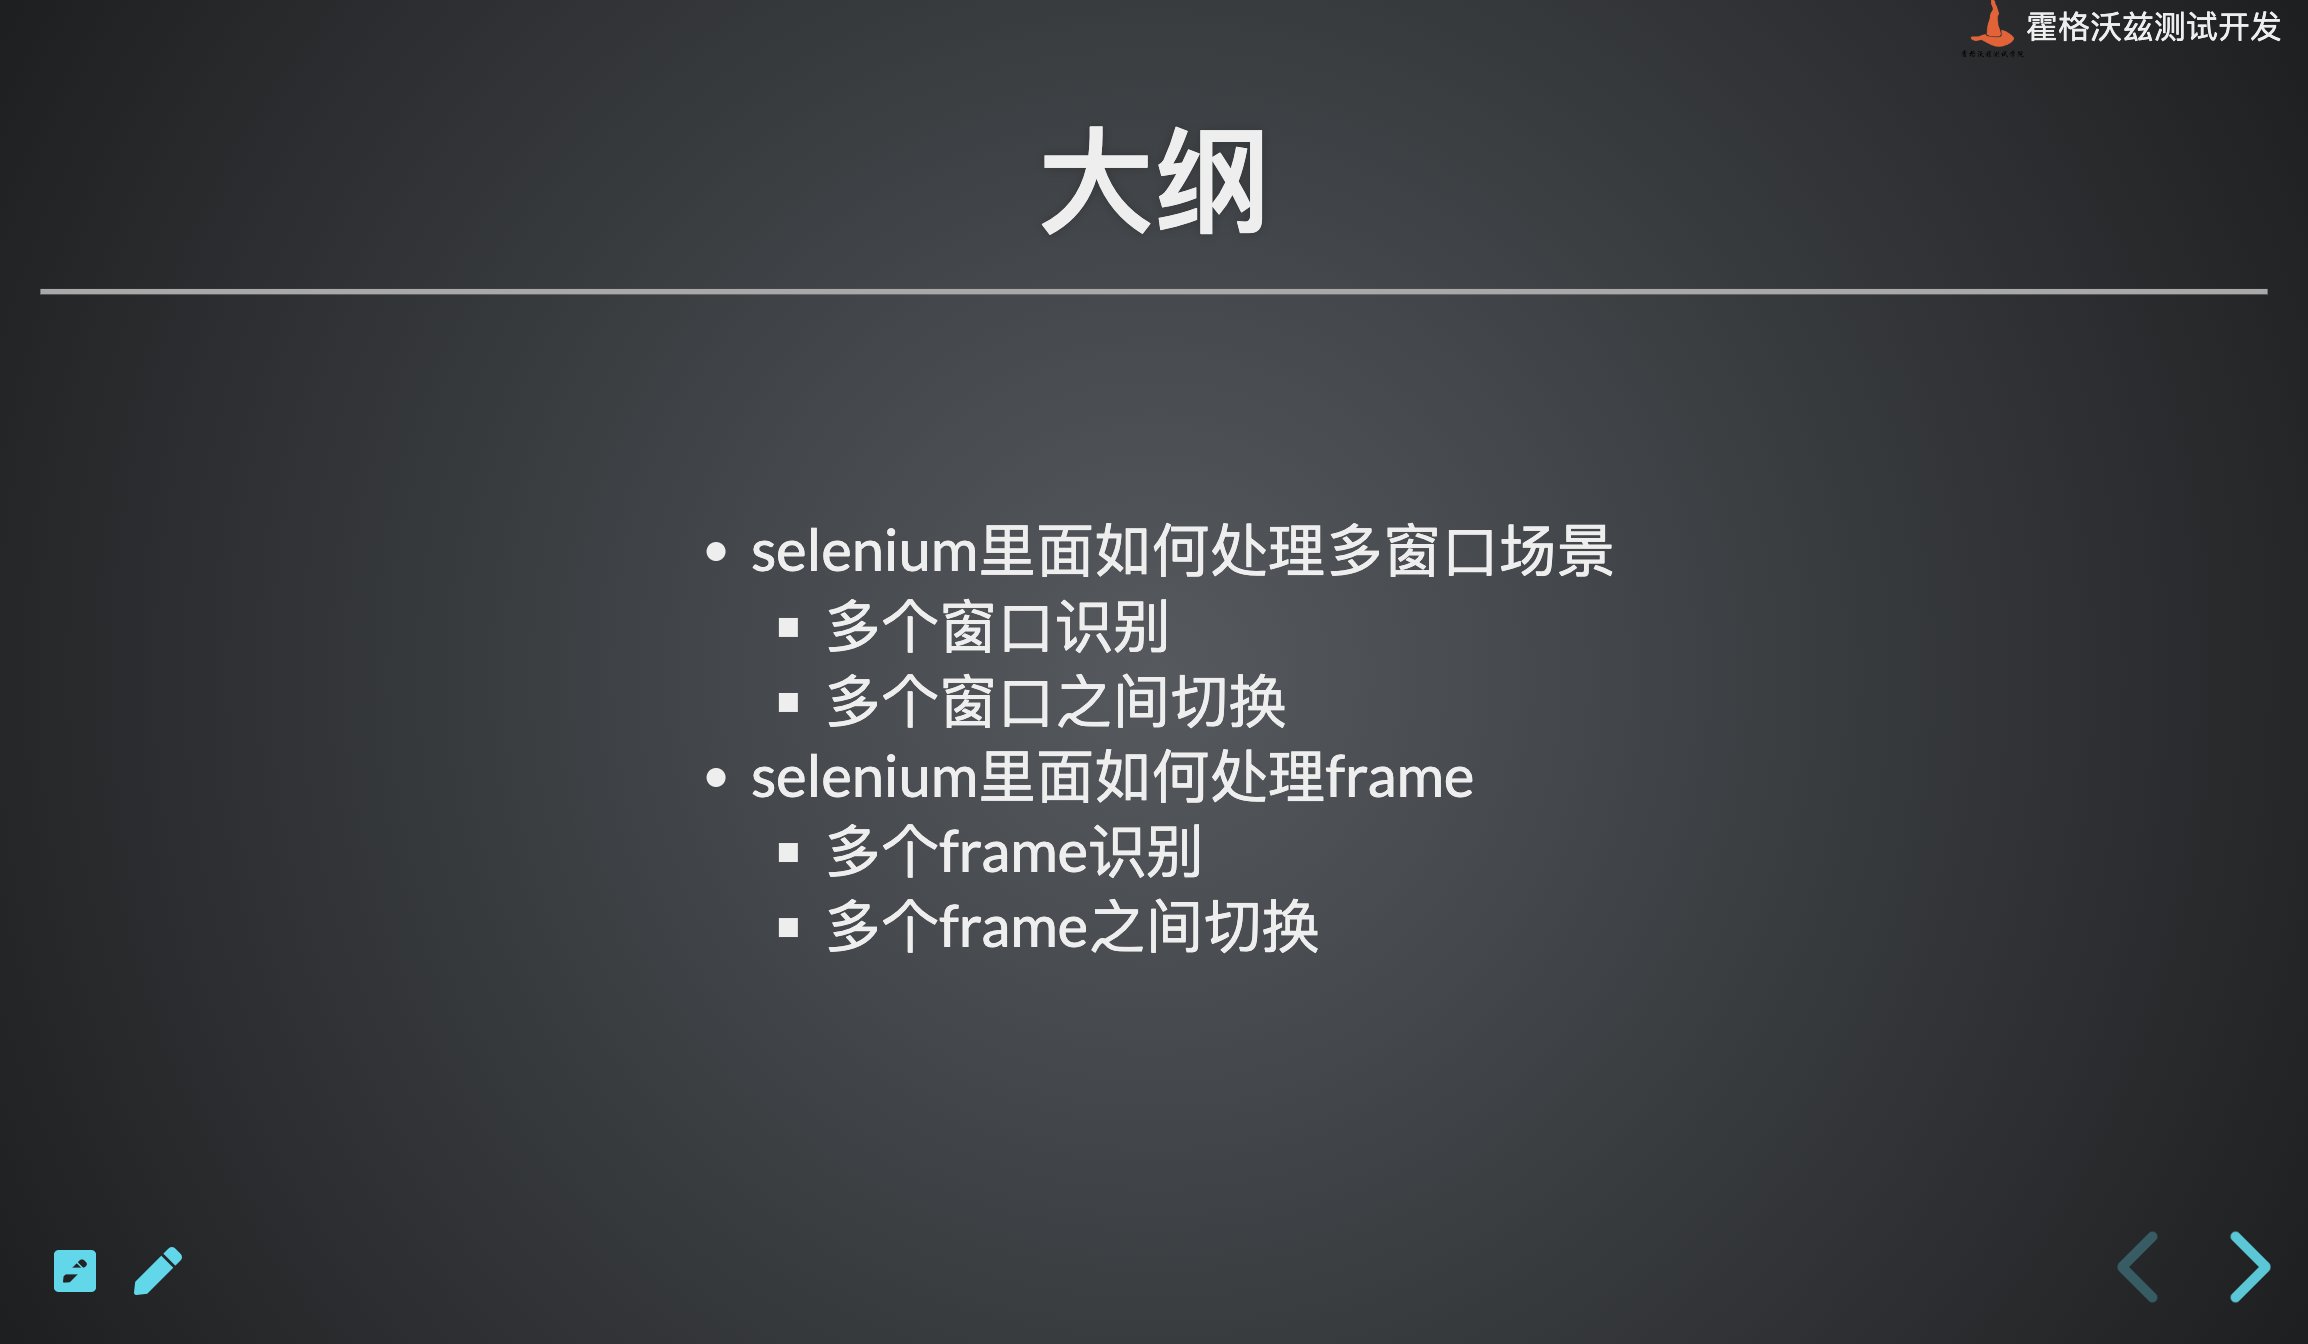 霍格沃兹测试开发
大纲
selenium里面如何处理多窗口场景
多个窗口识别
多个窗口之间切换
selenium里面如何处理frame
多个frame识别
多个frame之间切换